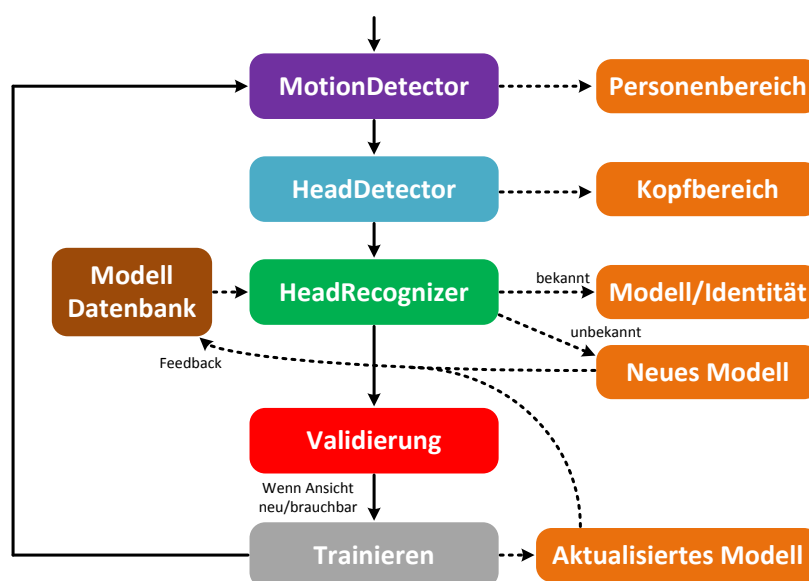 MotionDetector
Personenbereich
HeadDetector
Kopfbereich
Modell
Datenbank
HeadRecognizer
bekannt
Modell/Identität
unbekannt
Feedback
Neues Modell
Validierung
Wenn Ansicht
neu/brauchbar
Trainieren
Aktualisiertes Modell